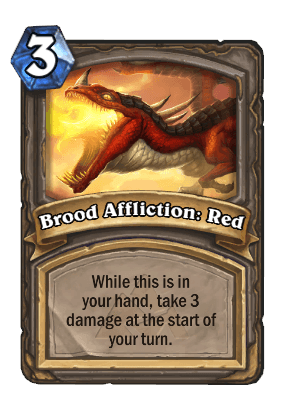 3
Brood Affliction: Red
While this is in
your hand, take 3
damage at the start of
your turn.